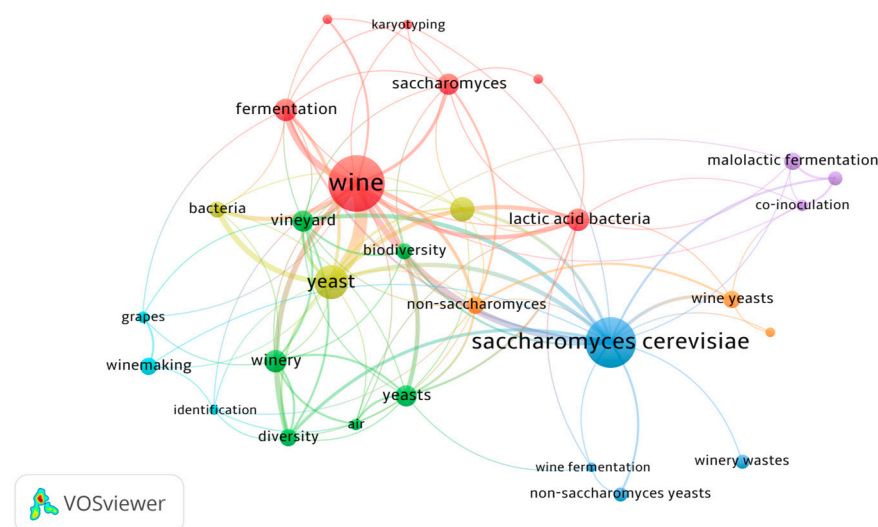 karyotyping
saccharomyces
fermentation
malolactic fermentation
wine
bacteria
co-inoculation
vineyard
lactic acid bacteria
biodiversity
yeast
non-saccharomyces
wine yeasts
grapes
saccharomyces cerevisiae
winery
winemaking
yeasts
identification
air
diversity
winery wastes
wine fermentation
non-saccharomyces yeasts
VOSviewer